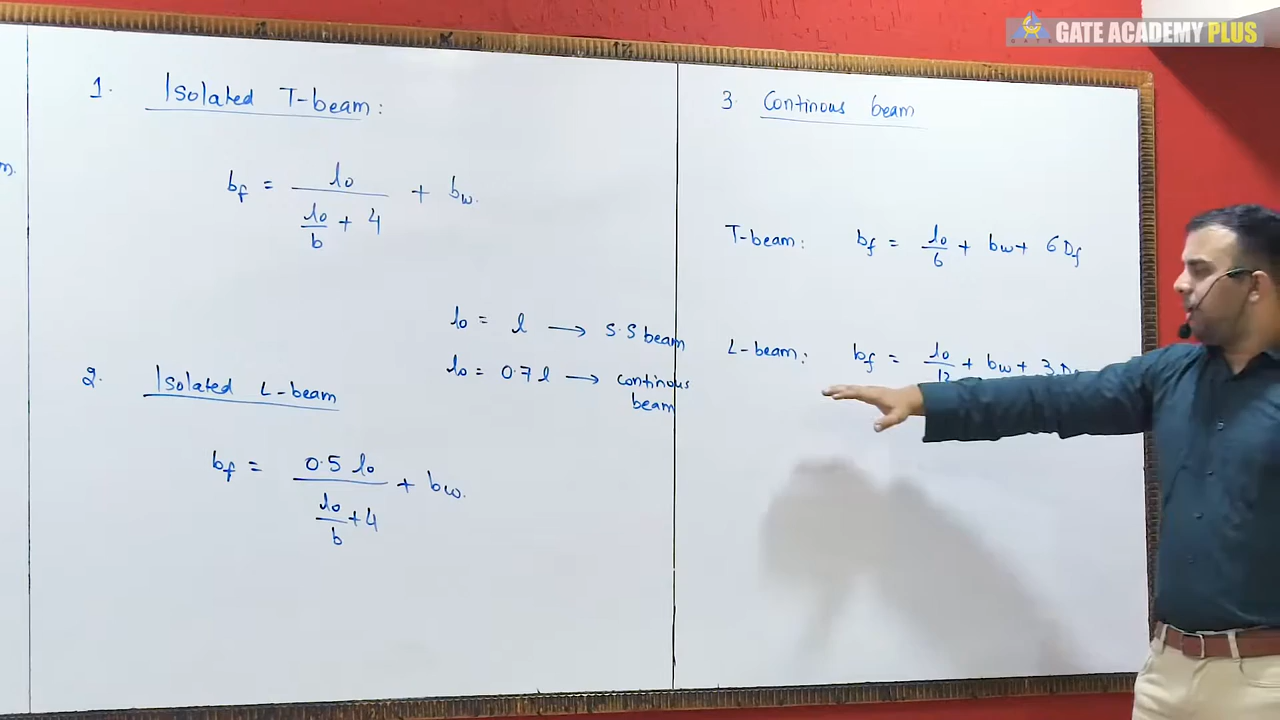 GATE ACADEMY PLUS
m.
1. Isolated T-beam:
bf = lo / (lo/b + 4) + bw.
lo = l → S.S beam
lo = 0.7 l → continous
beam
2. Isolated L-beam
bf = 0.5 lo / (lo/b + 4) + bw.
3. Continous beam
T-beam: bf = lo/6 + bw + 6 Df
L-beam: bf = lo/12 + bw + 3 D